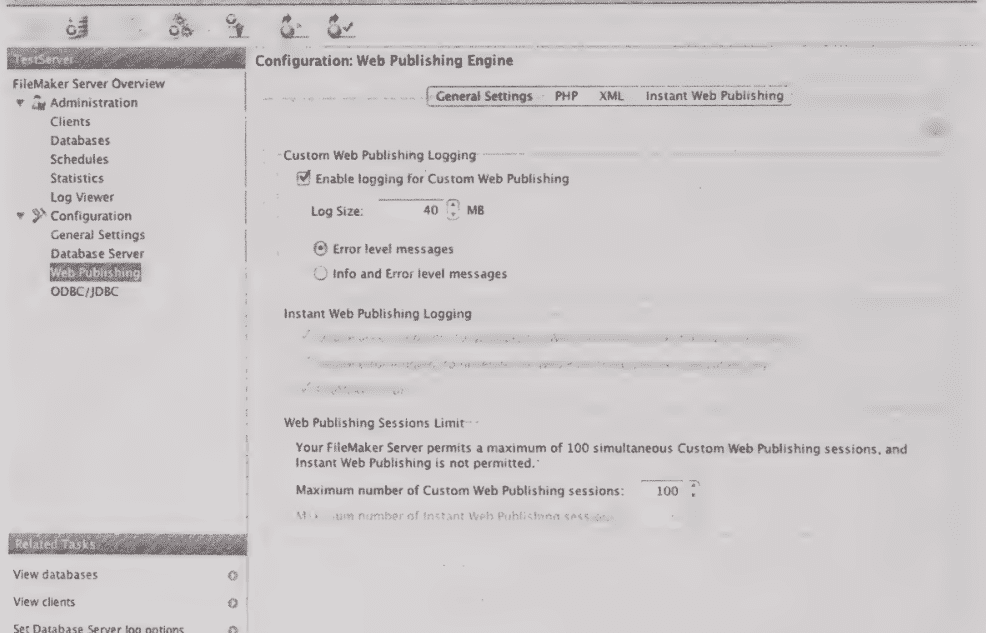 TestServer
Configuration: Web Publishing Engine
FileMaker Server Overview
Administration
Clients
Databases
Schedules
Statistics
Log Viewer
Configuration
General Settings
Database Server
Web Publishing
ODBC/JDBC
General Settings PHP XML Instant Web Publishing
Custom Web Publishing Logging
Enable logging for Custom Web Publishing
Log Size: 40 MB
Error level messages
Info and Error level messages
Instant Web Publishing Logging
Web Publishing Sessions Limit
Your FileMaker Server permits a maximum of 100 simultaneous Custom Web Publishing sessions, and
Instant Web Publishing is not permitted.
Maximum number of Custom Web Publishing sessions: 100
number of Instant Web Publishing
Related Tasks
View databases
View clients
Set Database Server log options